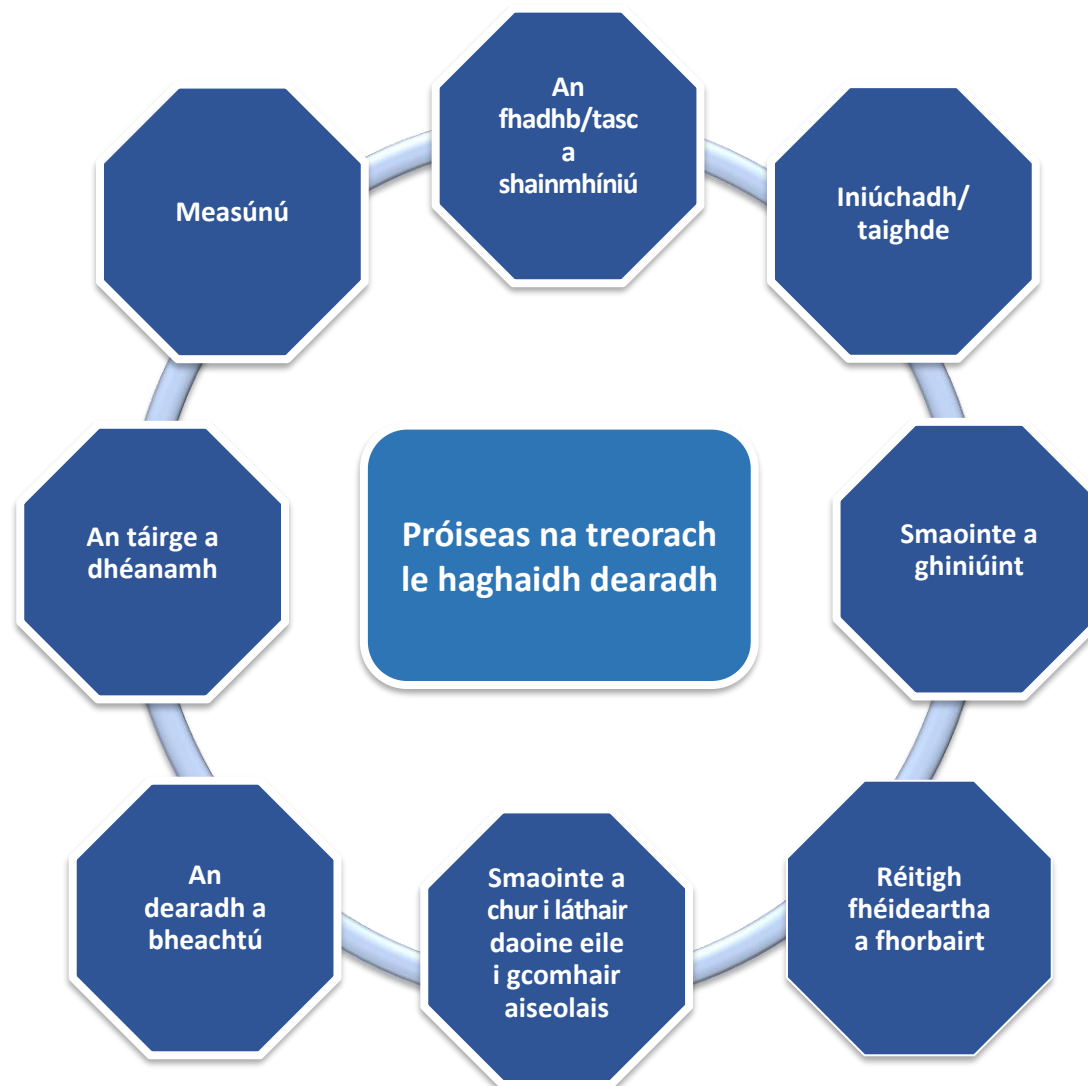 An
fhadhb/tasc
a
shainmhíniú
Iniúchadh/
taighde
Smaointe a
ghiniúint
Réitigh
fhéideartha
a fhorbairt
Smaointe a
chur i láthair
daoine eile
i gcomhair
aiseolais
An
dearadh a
bheachtú
An táirge a
dhéanamh
Measúnú
Próiseas na treorach
le haghaidh dearadh